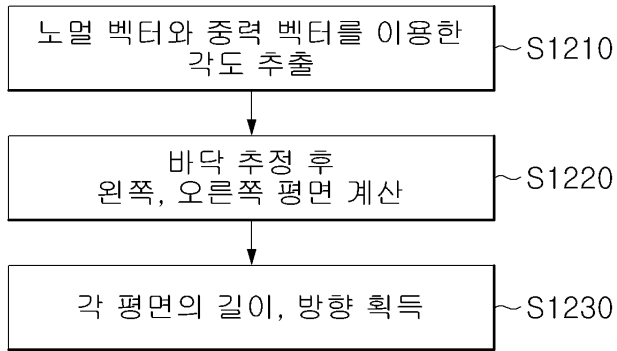 노멀 벡터와 중력 벡터를 이용한
각도 추출
S1210
바닥 추정 후
왼쪽, 오른쪽 평면 계산
S1220
각 평면의 길이, 방향 획득
S1230